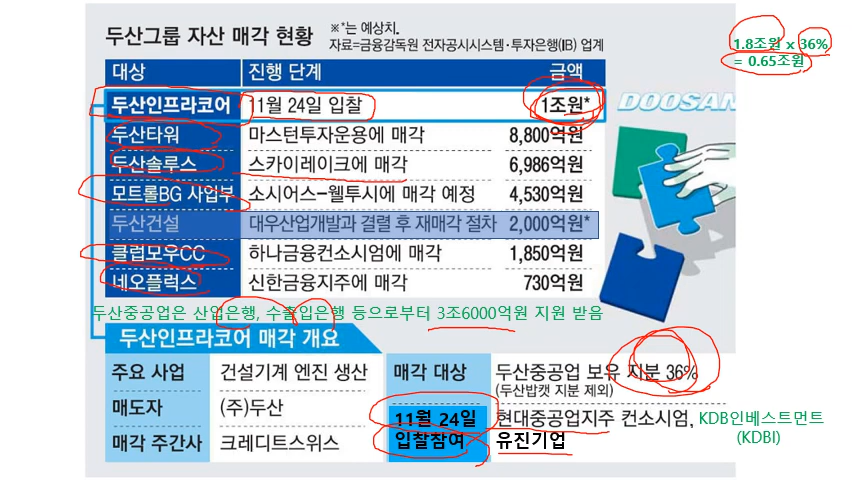 두산그룹 자산 매각 현황
※*는 예상치.
자료=금융감독원 전자공시시스템·투자은행(IB) 업계
1.8조원 x 36%
= 0.65조원
대상 진행 단계 금액
두산인프라코어 11월 24일 입찰 1조원*
두산타워 마스턴투자운용에 매각 8,800억원
두산솔루스 스카이레이크에 매각 6,986억원
모트롤BG 사업부 소시어스-웰투시에 매각 예정 4,530억원
두산건설 대우산업개발과 결렬 후 재매각 절차 2,000억원*
클럽모우CC 하나금융컨소시엄에 매각 1,850억원
네오플럭스 신한금융지주에 매각 730억원
DOOSAN
두산중공업은 산업은행, 수출입은행 등으로부터 3조6000억원 지원 받음
두산인프라코어 매각 개요
주요 사업 건설기계 엔진 생산
매도자 (주)두산
매각 주간사 크레디트스위스
매각 대상 두산중공업 보유 지분 36%
(두산밥캣 지분 제외)
11월 24일
입찰참여
현대중공업지주 컨소시엄, KDB인베스트먼트
(KDBI)
유진기업